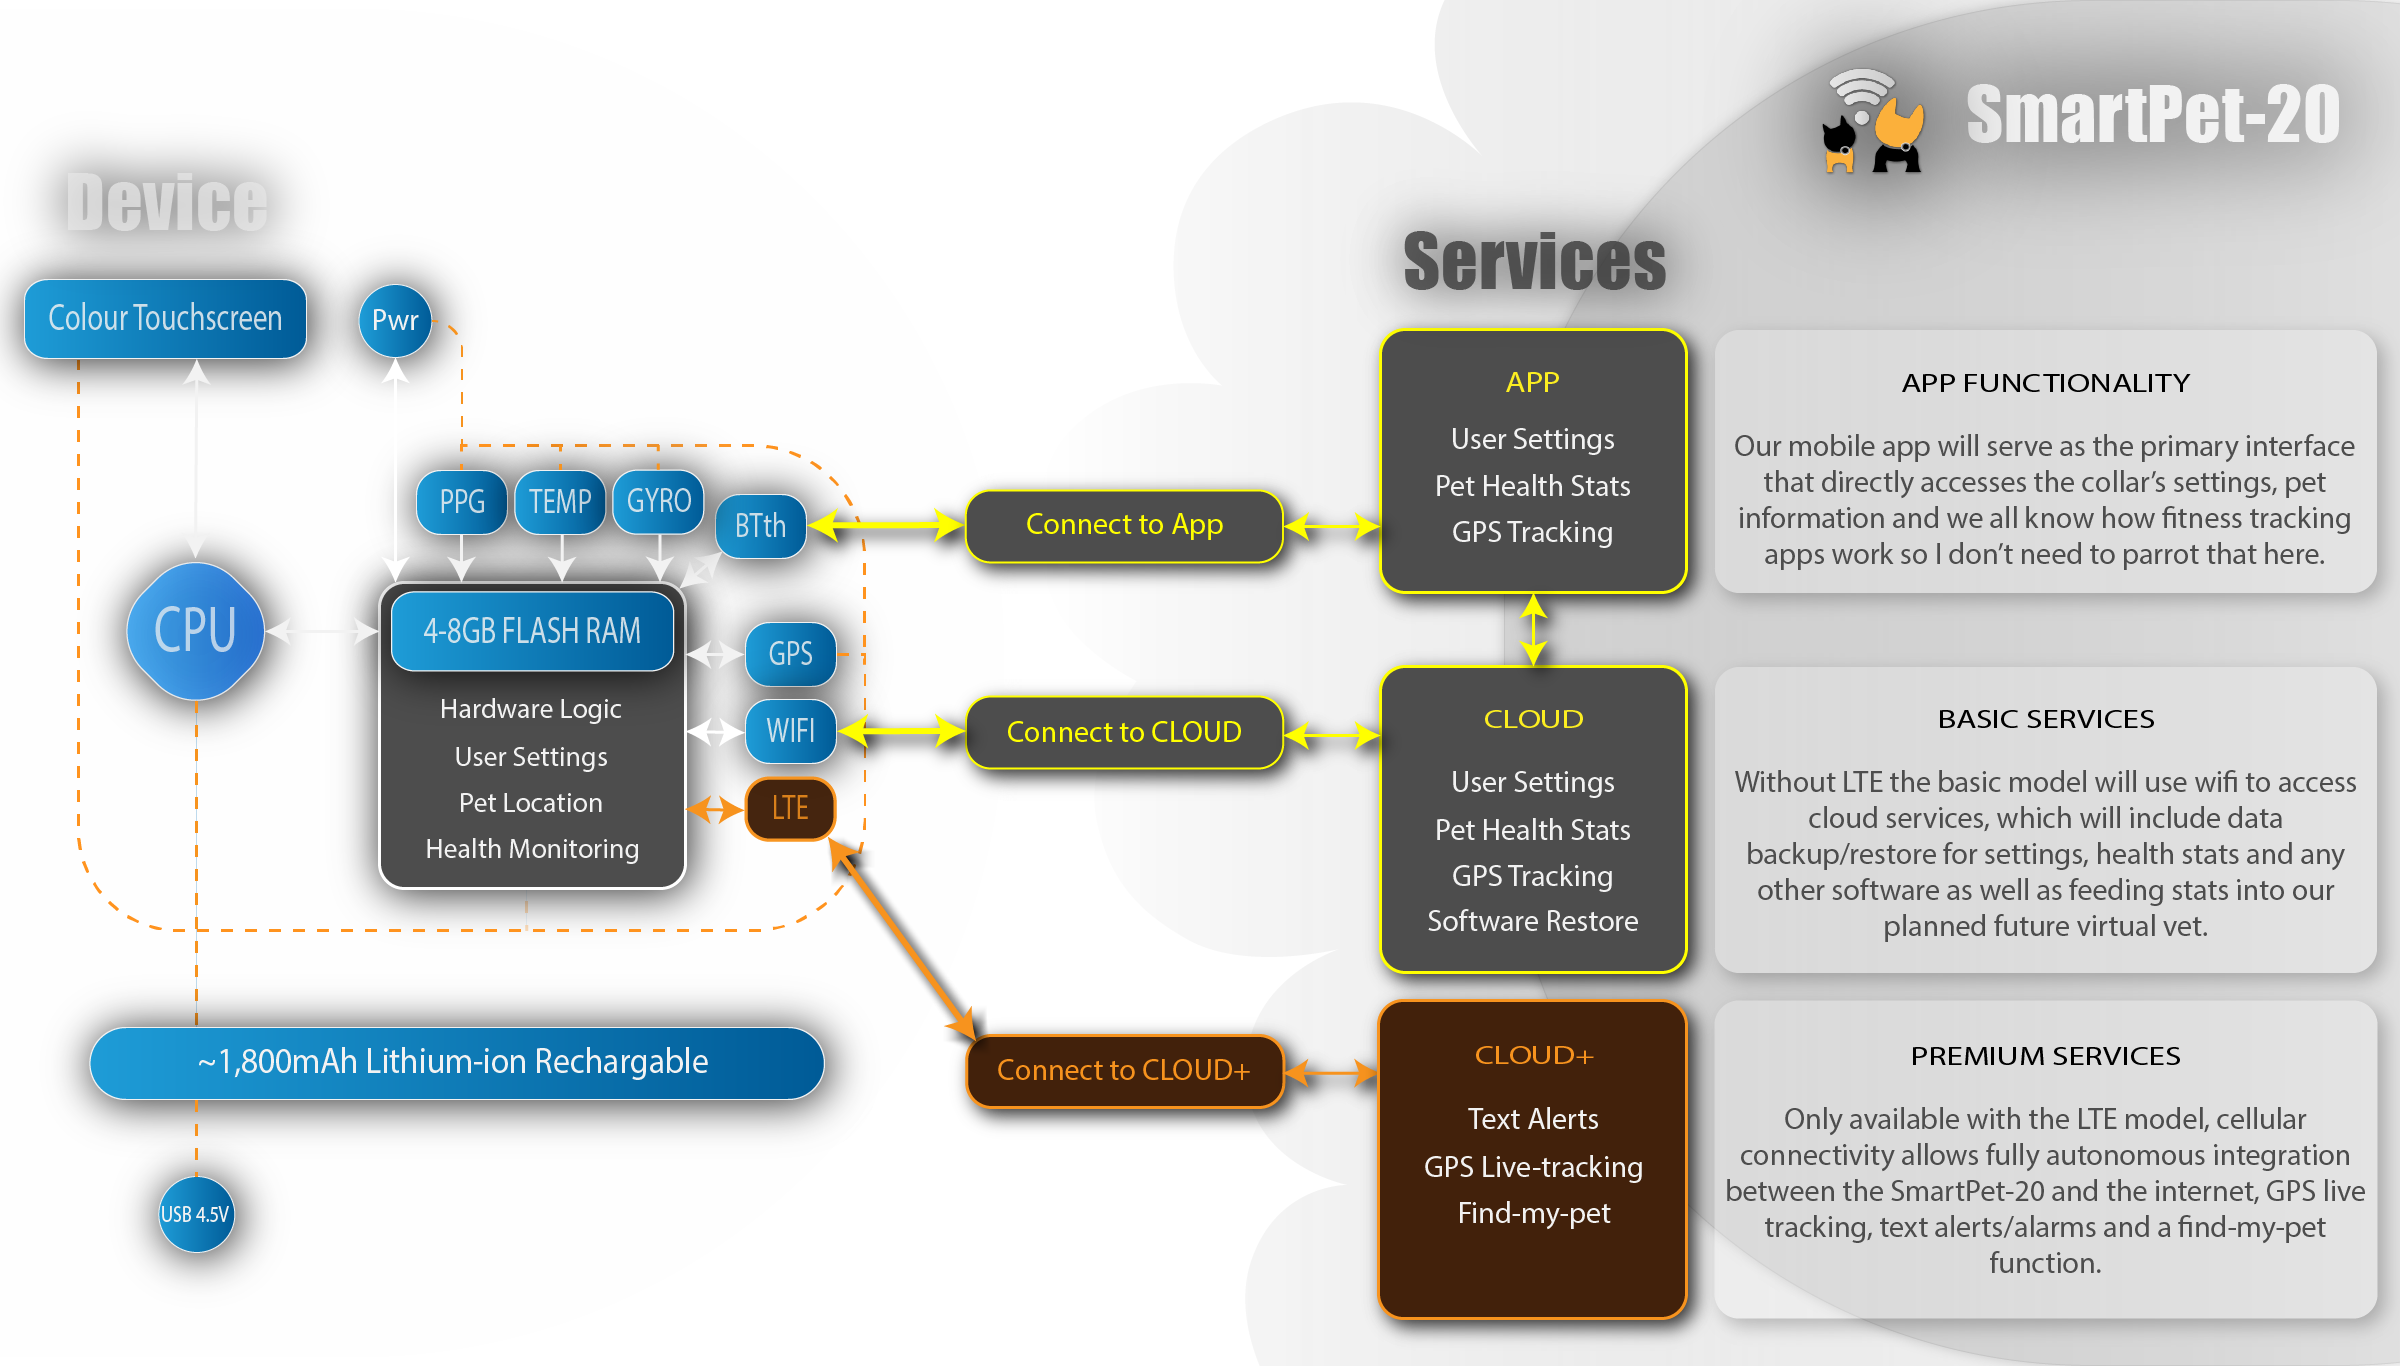 SmartPet-20
Device
Services
Colour Touchscreen
Pwr
PPG
TEMP
GYRO
BTth
CPU
4-8GB FLASH RAM
Hardware Logic
User Settings
Pet Location
Health Monitoring
GPS
WIFI
LTE
~1,800mAh Lithium-ion Rechargable
USB 4.5V
Connect to App
Connect to CLOUD
Connect to CLOUD+
APP
User Settings
Pet Health Stats
GPS Tracking
APP FUNCTIONALITY
Our mobile app will serve as the primary interface
that directly accesses the collar’s settings, pet
information and we all know how fitness tracking
apps work so I don’t need to parrot that here.
CLOUD
User Settings
Pet Health Stats
GPS Tracking
Software Restore
BASIC SERVICES
Without LTE the basic model will use wifi to access
cloud services, which will include data
backup/restore for settings, health stats and any
other software as well as feeding stats into our
planned future virtual vet.
CLOUD+
Text Alerts
GPS Live-tracking
Find-my-pet
PREMIUM SERVICES
Only available with the LTE model, cellular
connectivity allows fully autonomous integration
between the SmartPet-20 and the internet, GPS live
tracking, text alerts/alarms and a find-my-pet
function.